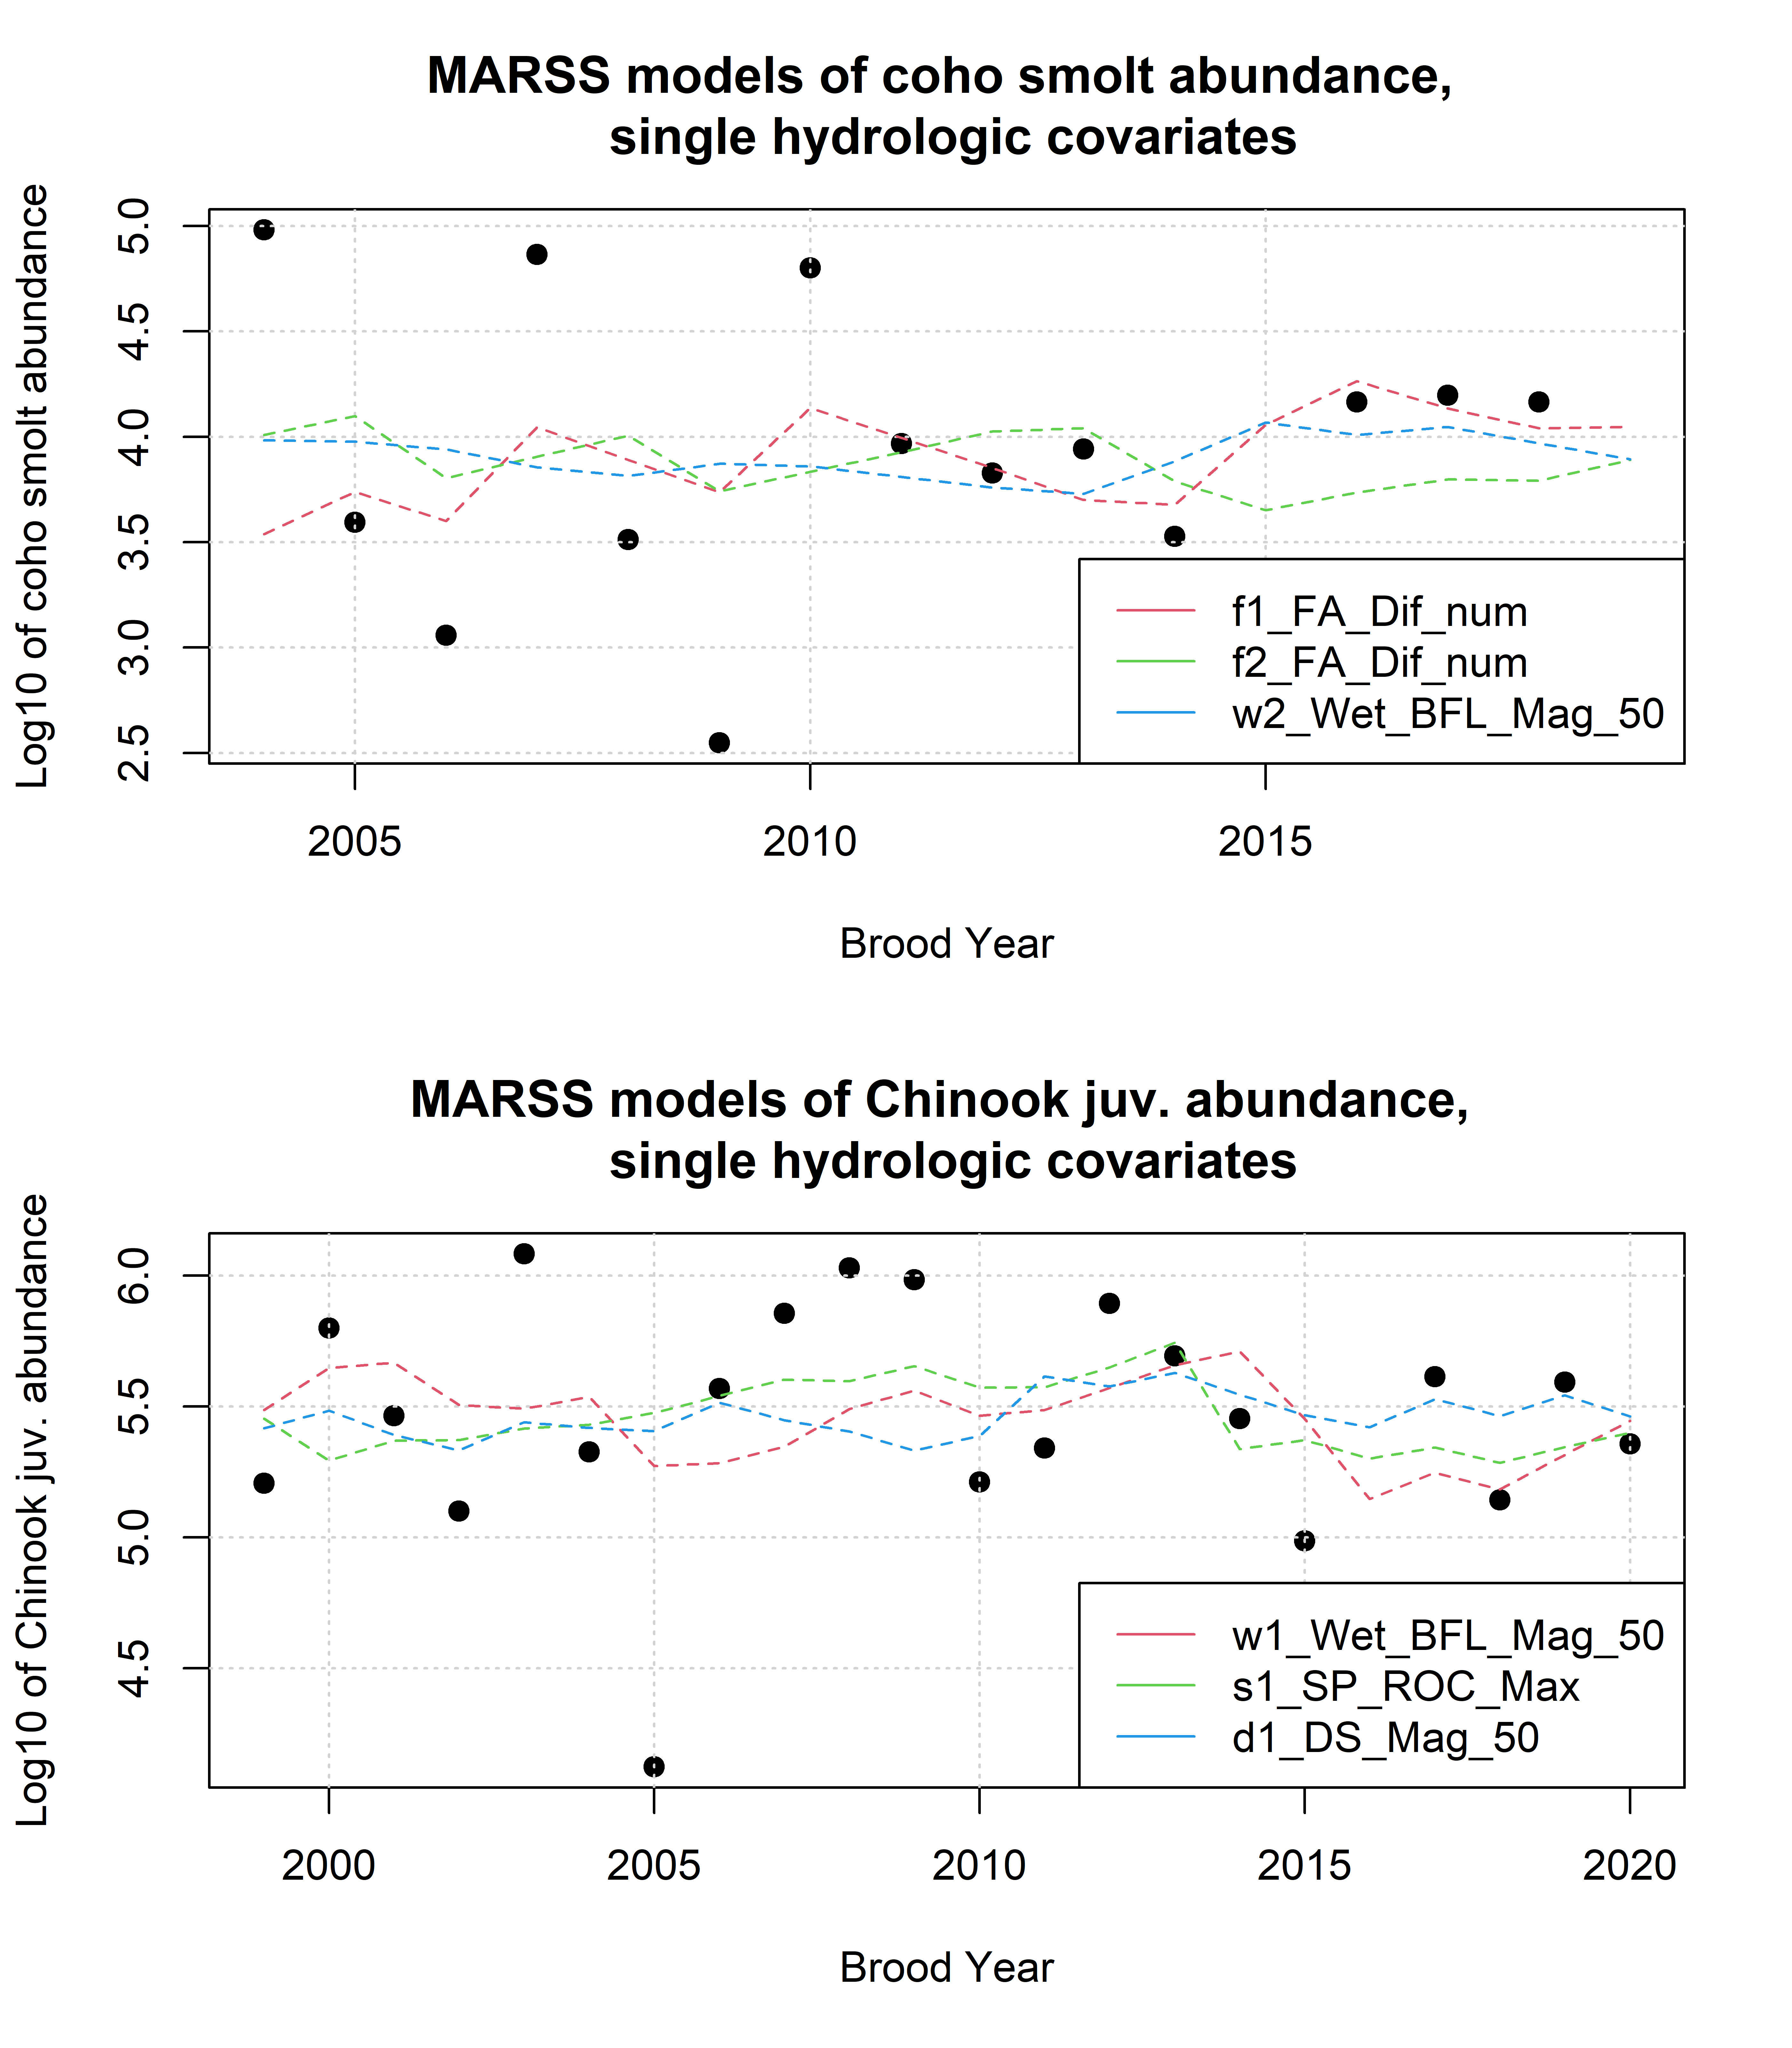 MARSS models of coho smolt abundance,
single hydrologic covariates
Log10 of coho smolt abundance
5.0
4.5
4.0
3.5
3.0
2.5
f1_FA_Dif_num
f2_FA_Dif_num
w2_Wet_BFL_Mag_50
2005
2010
2015
Brood Year
MARSS models of Chinook juv. abundance,
single hydrologic covariates
Log10 of Chinook juv. abundance
6.0
5.5
5.0
4.5
w1_Wet_BFL_Mag_50
s1_SP_ROC_Max
d1_DS_Mag_50
2000
2005
2010
2015
2020
Brood Year